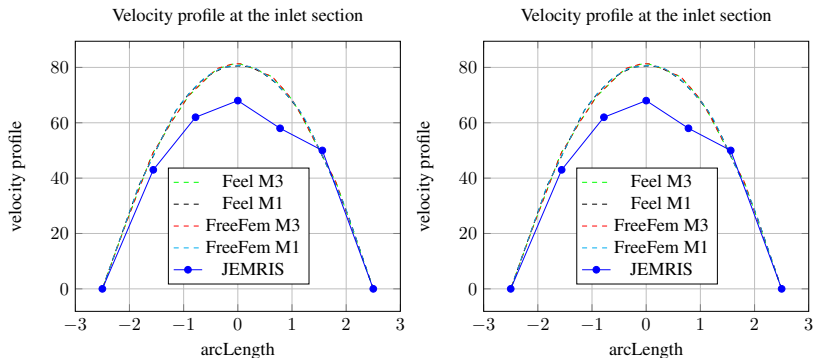 Velocity profile at the inlet section
velocity profile
80
60
40
20
0
−3
−2
−1
0
1
2
3
arcLength
Feel M3
Feel M1
FreeFem M3
FreeFem M1
JEMRIS
Velocity profile at the inlet section
velocity profile
80
60
40
20
0
−3
−2
−1
0
1
2
3
arcLength
Feel M3
Feel M1
FreeFem M3
FreeFem M1
JEMRIS